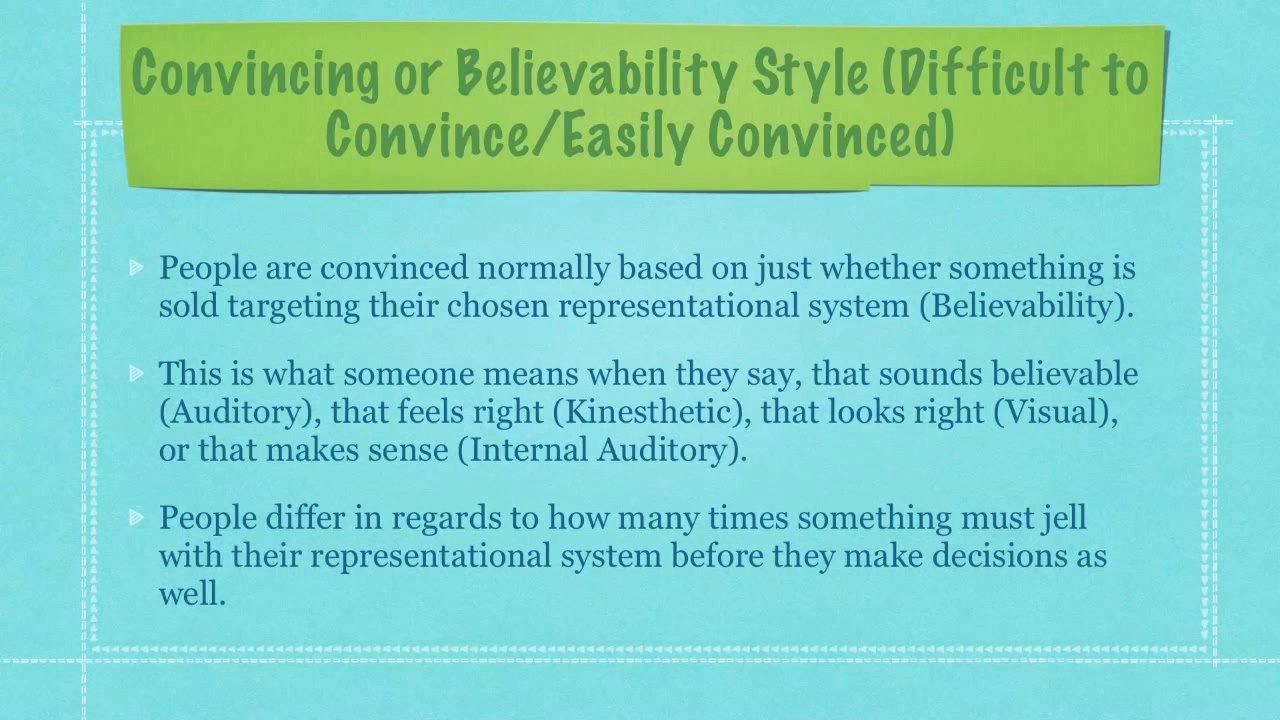 Convincing or Believability Style (Difficult to
Convince/Easily Convinced)
People are convinced normally based on just whether something is
sold targeting their chosen representational system (Believability).
This is what someone means when they say, that sounds believable
(Auditory), that feels right (Kinesthetic), that looks right (Visual),
or that makes sense (Internal Auditory).
People differ in regards to how many times something must jell
with their representational system before they make decisions as
well.